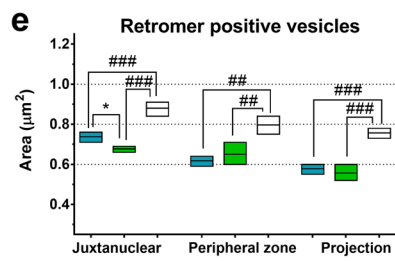 e
Retromer positive vesicles
Area (μm²)
1.2
1.0
0.8
0.6
0.4
###
###
*
##
##
###
###
Juxtanuclear
Peripheral zone
Projection